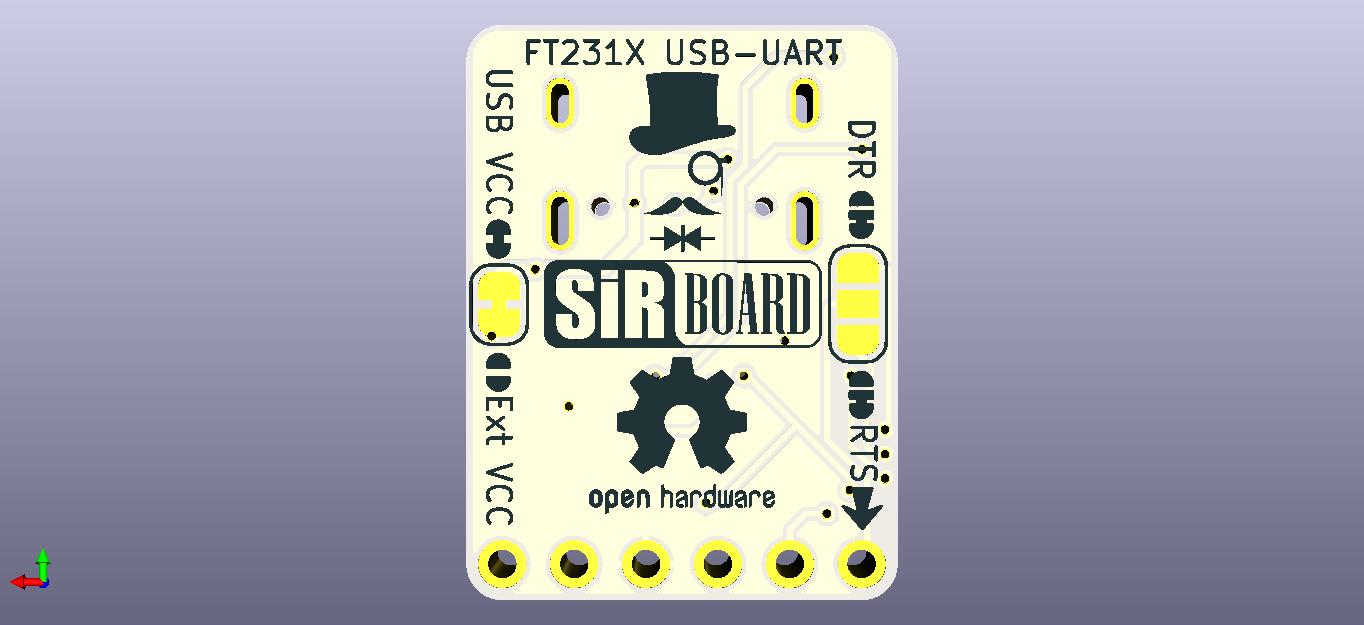 FT231X USB-UART
USB VCC
DTR
SiR BOARD
Ext VCC
RTS
open hardware